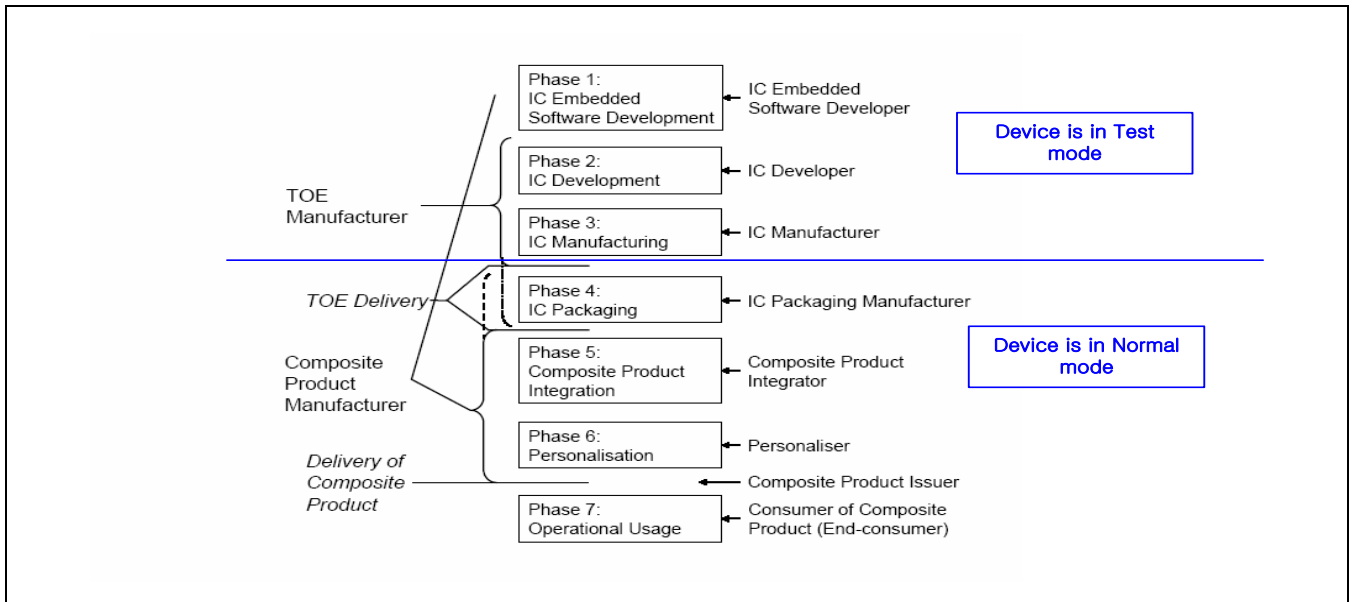 Phase 1:
IC Embedded
Software Development
IC Embedded
Software Developer
Device is in Test
mode
Phase 2:
IC Development
IC Developer
TOE
Manufacturer
Phase 3:
IC Manufacturing
IC Manufacturer
TOE Delivery
Phase 4:
IC Packaging
IC Packaging Manufacturer
Device is in Normal
mode
Composite
Product
Manufacturer
Phase 5:
Composite Product
Integration
Composite Product
Integrator
Phase 6:
Personalisation
Personaliser
Delivery of
Composite
Product
Composite Product Issuer
Phase 7:
Operational Usage
Consumer of Composite
Product (End-consumer)